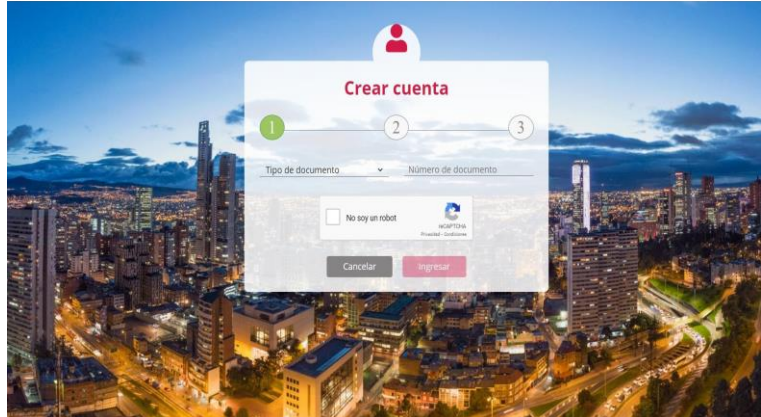 Crear cuenta
1 2 3
Tipo de documento Número de documento
No soy un robot
reCAPTCHA
Privacidad - Condiciones
Cancelar Ingresar